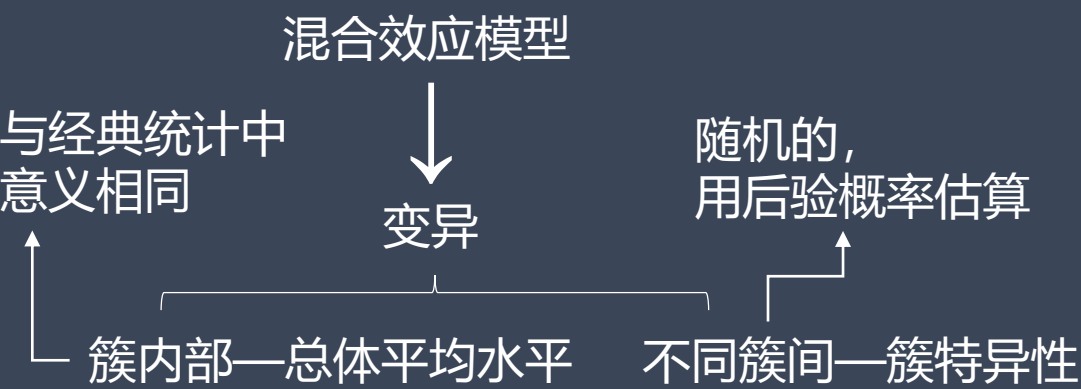 混合效应模型
与经典统计中
意义相同
随机的，
用后验概率估算
变异
簇内部—总体平均水平
不同簇间—簇特异性